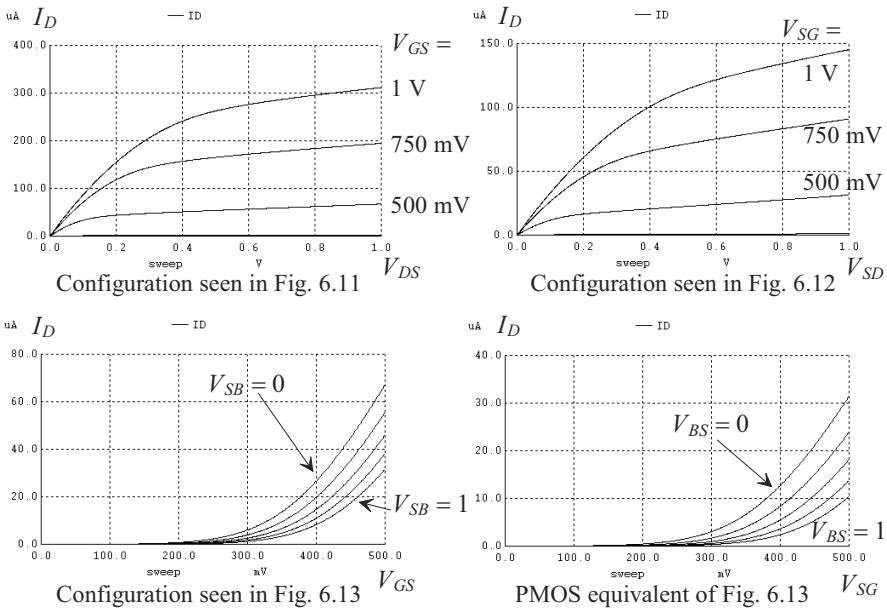 uA I_D — ID V_GS =
400.0
300.0
200.0
100.0
0.0
1 V
750 mV
500 mV
0.0 0.2 0.4 0.6 0.8 1.0
sweep V V_DS
Configuration seen in Fig. 6.11
uA I_D — ID V_SG =
150.0
100.0
50.0
0.0
1 V
750 mV
500 mV
0.0 0.2 0.4 0.6 0.8 1.0
sweep V V_SD
Configuration seen in Fig. 6.12
uA I_D — ID
80.0
60.0
40.0
20.0
0.0
V_SB = 0
V_SB = 1
0.0 100.0 200.0 300.0 400.0 500.0
sweep mV V_GS
Configuration seen in Fig. 6.13
uA I_D — ID
40.0
30.0
20.0
10.0
0.0
V_BS = 0
V_BS = 1
0.0 100.0 200.0 300.0 400.0 500.0
sweep mV V_SG
PMOS equivalent of Fig. 6.13